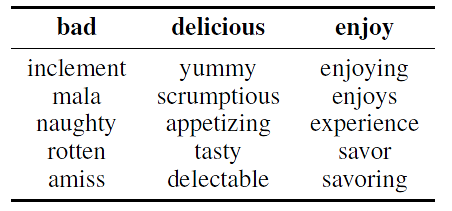 bad delicious enjoy
inclement yummy enjoying
mala scrumptious enjoys
naughty appetizing experience
rotten tasty savor
amiss delectable savoring